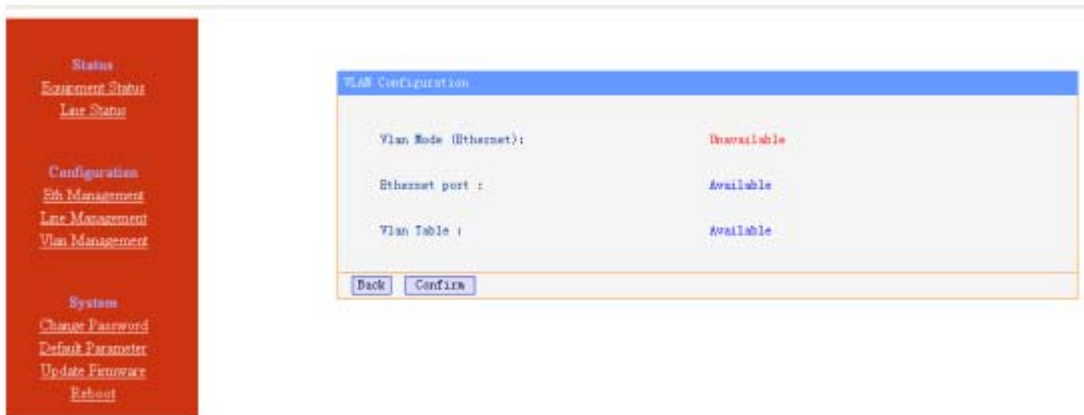 Status
Equipment Status
Line Status
Configuration
Eth Management
Line Management
Vlan Management
System
Change Password
Default Parameter
Update Firmware
Reboot
VLAN Configuration
Vlan Mode (Ethernet): Unavailable
Ethernet port : Available
Vlan Table : Available
Back Confirm